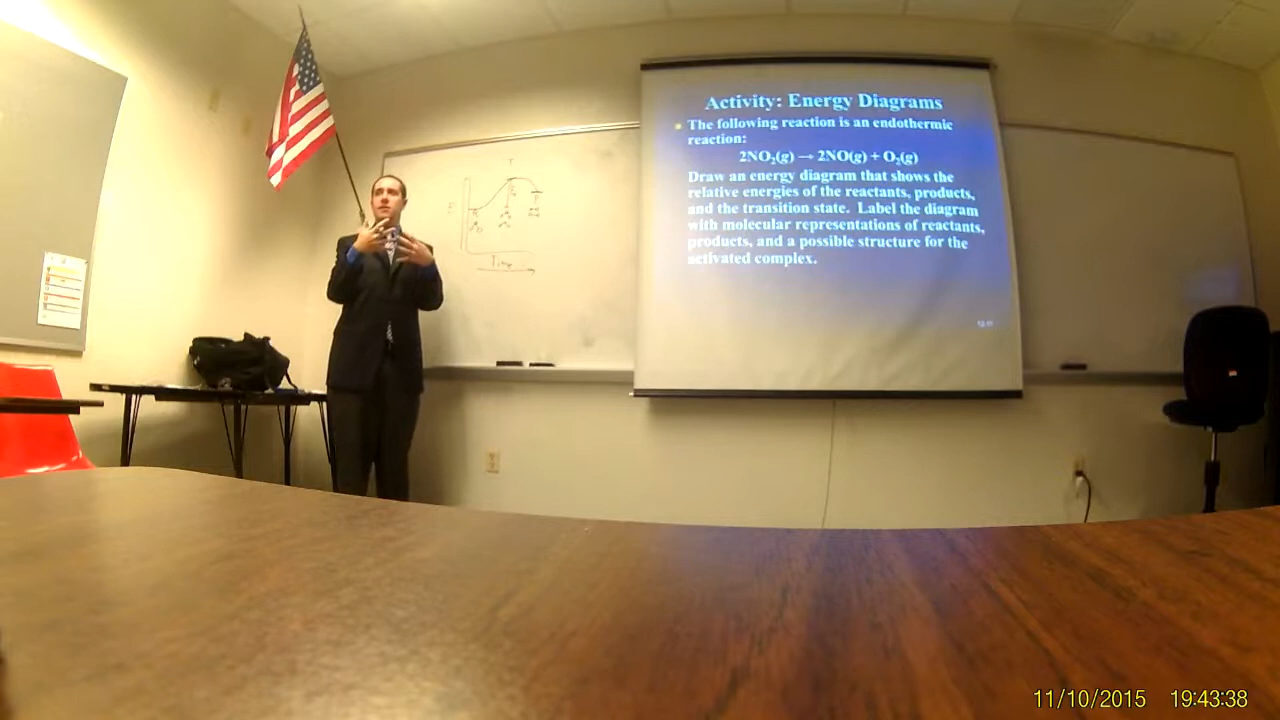 Activity: Energy Diagrams
The following reaction is an endothermic
reaction:
2NO₂(g) → 2NO(g) + O₂(g)
Draw an energy diagram that shows the
relative energies of the reactants, products,
and the transition state. Label the diagram
with molecular representations of reactants,
products, and a possible structure for the
activated complex.
T
E
Time
11/10/2015 19:43:38